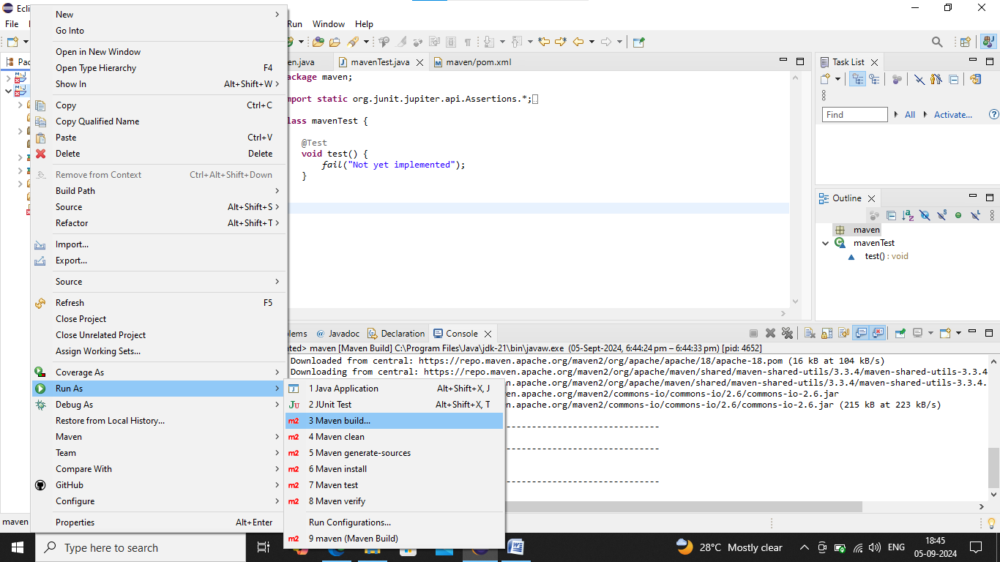 Ecli
New
Go Into
Open in New Window
Open Type Hierarchy F4
Show In Alt+Shift+W >
Copy Ctrl+C
Copy Qualified Name
Paste Ctrl+V
Delete Delete
Remove from Context Ctrl+Alt+Shift+Down
Build Path
Source Alt+Shift+S >
Refactor Alt+Shift+T >
Import...
Export...
Source
Refresh F5
Close Project
Close Unrelated Project
Assign Working Sets...
Coverage As
Run As
Debug As
Restore from Local History...
Maven
Team
Compare With
GitHub
Configure
Properties Alt+Enter
1 Java Application Alt+Shift+X, J
2 JUnit Test Alt+Shift+X, T
3 Maven build...
4 Maven clean
5 Maven generate-sources
6 Maven install
7 Maven test
8 Maven verify
Run Configurations...
9 maven (Maven Build)
File
Run Window Help
Pac
en.java mavenTest.java maven/pom.xml
ackage maven;
mport static org.junit.jupiter.api.Assertions.*;
lass mavenTest {
@Test
void test() {
fail("Not yet implemented");
}
Task List
Find All Activate...
Outline
maven
mavenTest
test() : void
lems @ Javadoc Declaration Console
uted> maven [Maven Build] C:\Program Files\Java\jdk-21\bin\javaw.exe (05-Sept-2024, 6:44:24 pm – 6:44:33 pm) [pid: 4652]
Downloaded from central: https://repo.maven.apache.org/maven2/org/apache/apache/18/apache-18.pom (16 kB at 104 kB/s)
Downloading from central: https://repo.maven.apache.org/maven2/org/apache/maven/shared/maven-shared-utils/3.3.4/maven-shared-utils-3.3.4
ven.apache.org/maven2/org/apache/maven/shared/maven-shared-utils/3.3.4/maven-shared-utils-3.3.4.
ven.apache.org/maven2/commons-io/commons-io/2.6/commons-io-2.6.jar
ven.apache.org/maven2/commons-io/commons-io/2.6/commons-io-2.6.jar (215 kB at 223 kB/s)
------------------------------
------------------------------
------------------------------
maven
Type here to search
28°C Mostly clear
ENG
18:45
05-09-2024